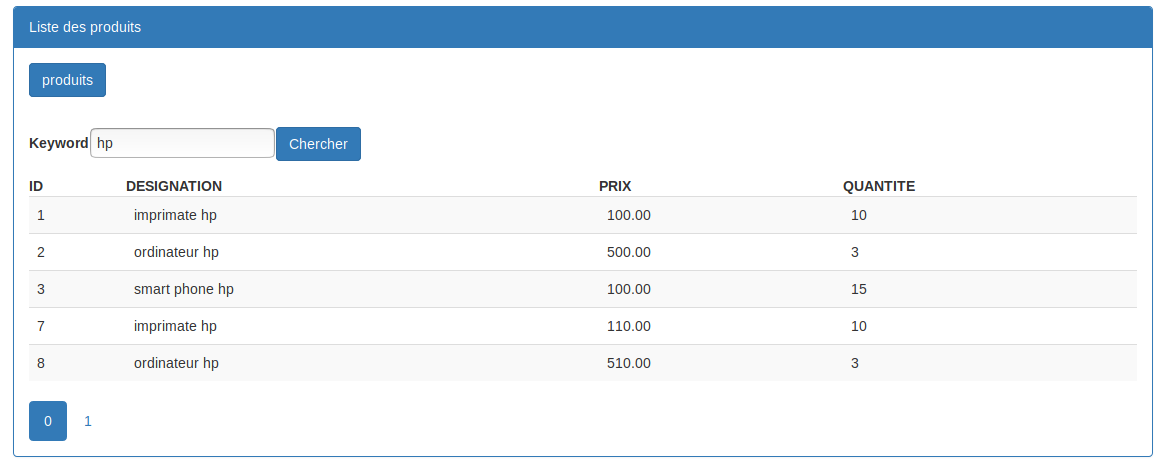 Liste des produits
produits
Keyword hp Chercher
ID DESIGNATION PRIX QUANTITE
1 imprimate hp 100.00 10
2 ordinateur hp 500.00 3
3 smart phone hp 100.00 15
7 imprimate hp 110.00 10
8 ordinateur hp 510.00 3
0 1